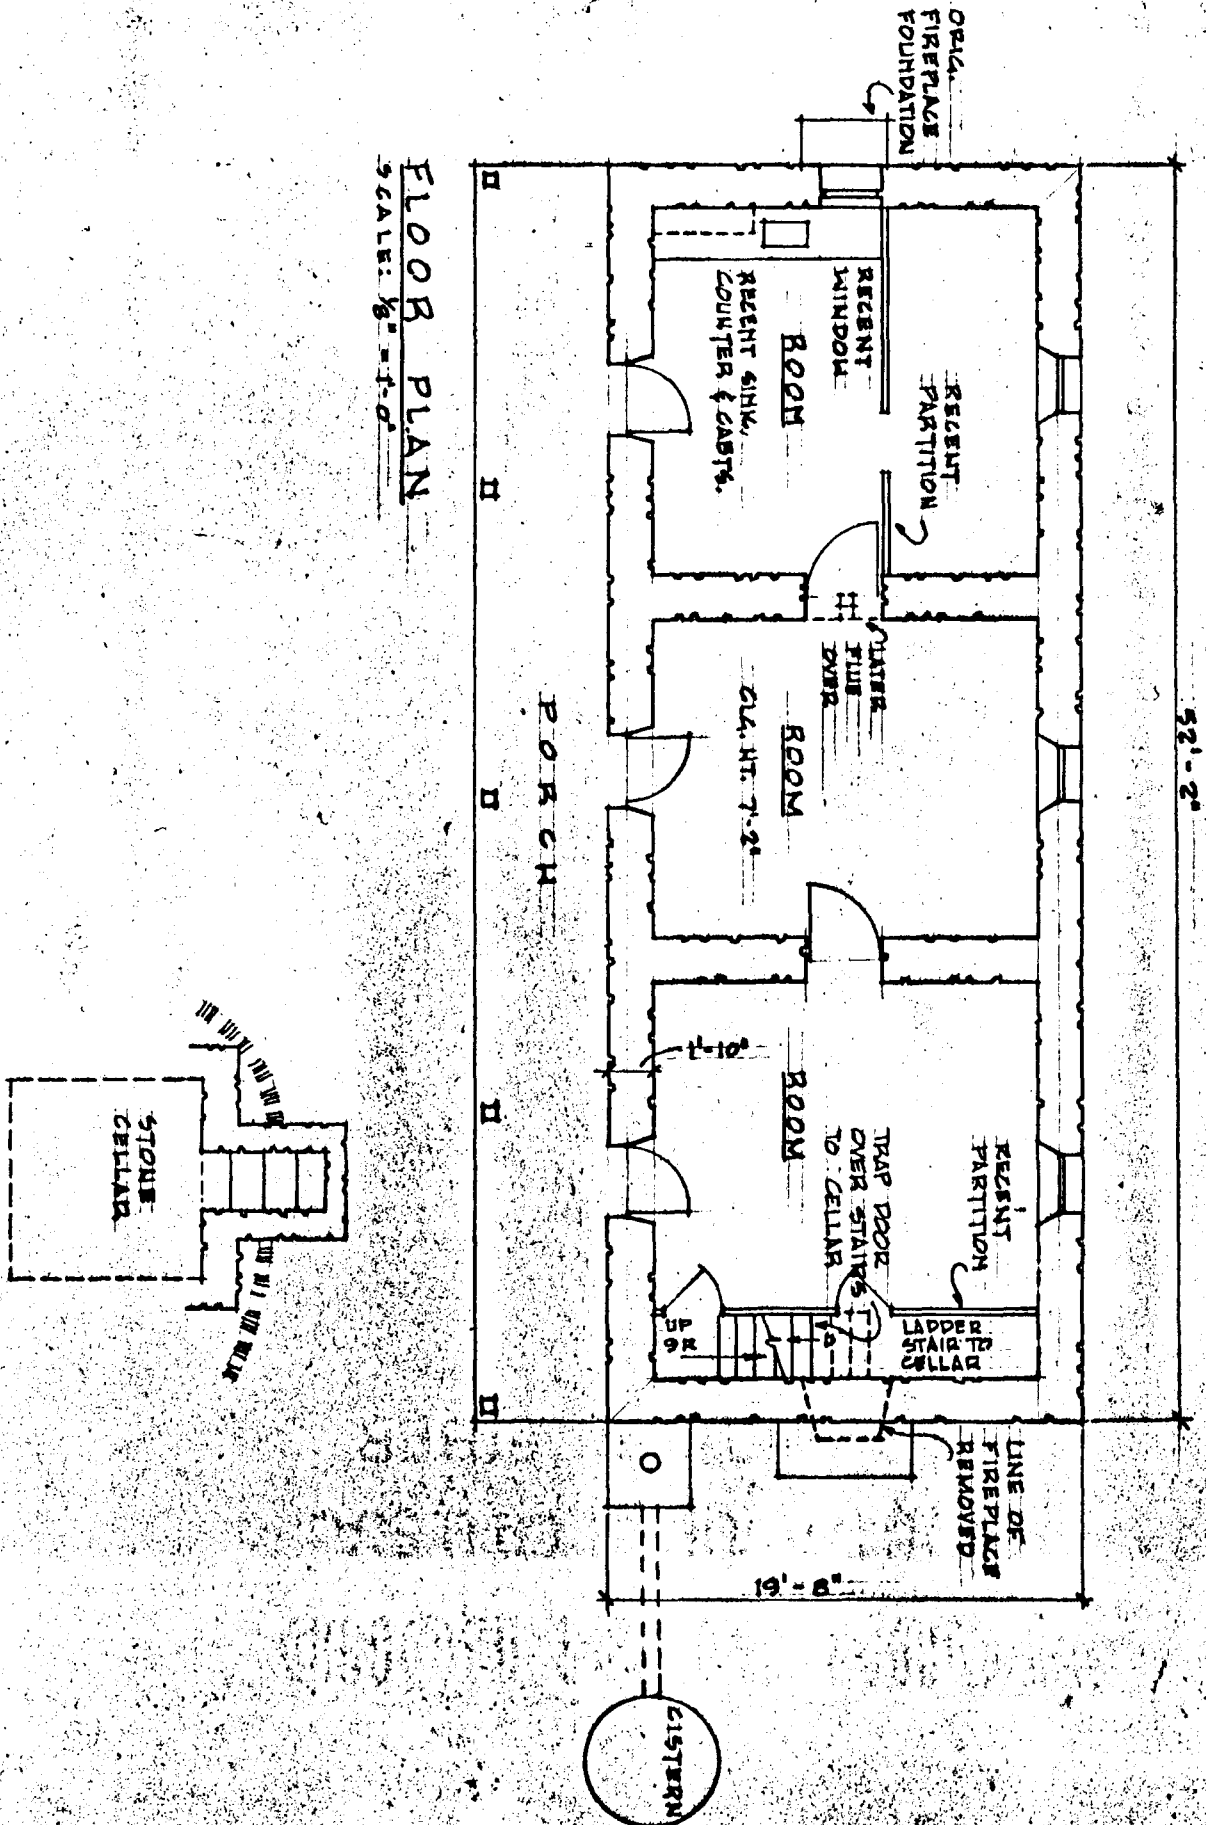 52'-2"
ORIG.
FIREPLACE
FOUNDATION
RECENT
PARTITION
RECENT
WINDOW
ROOM
RECENT SINK,
COUNTER & CABTS.
LATER
FLUE
OVER
ROOM
CLG. HT. 7'-2"
RECENT
PARTITION
TRAP DOOR
OVER STAIRS
TO CELLAR
ROOM
1'-10"
LADDER
STAIR TO
CELLAR
UP
9R
LINE OF
FIREPLACE
REMOVED
19'-8"
CISTERN
PORCH
FLOOR PLAN
SCALE: 1/8" = 1'-0"
STONE
CELLAR